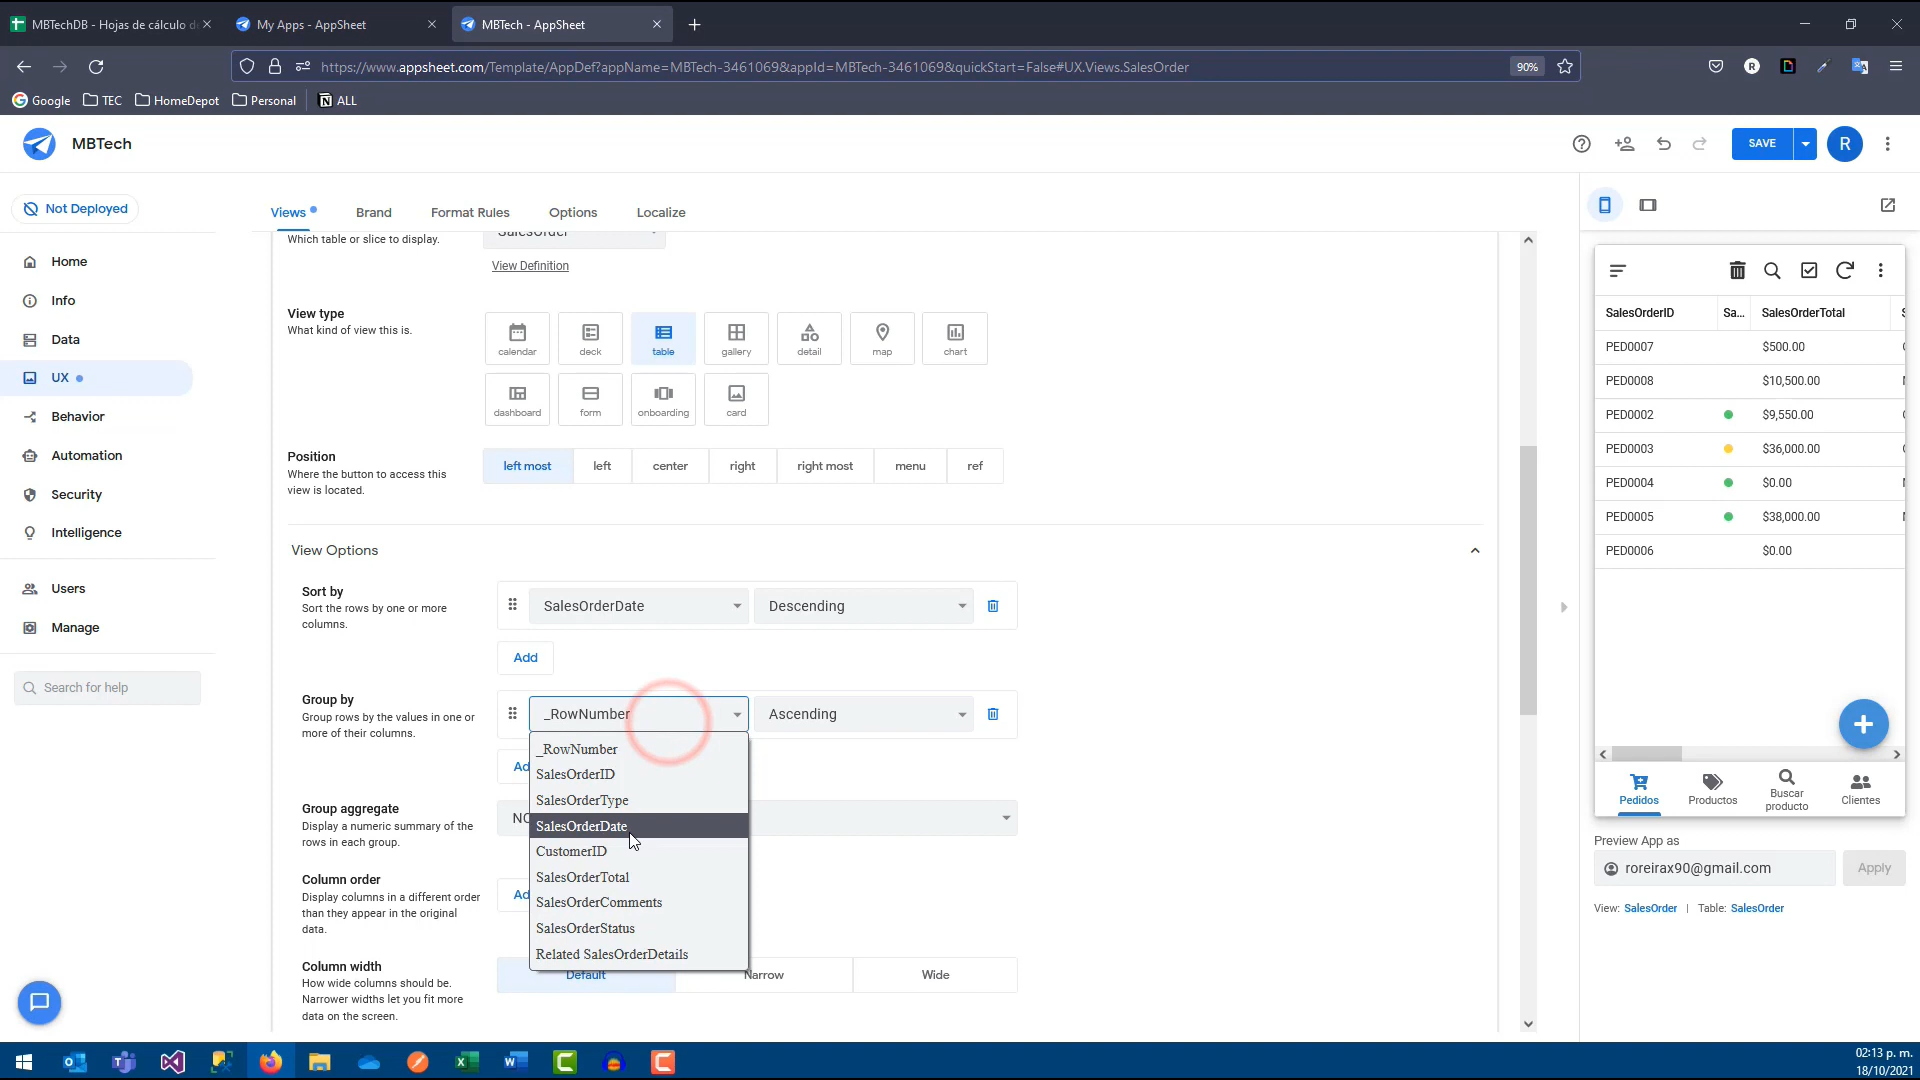 MBTechDB - Hojas de cálculo d
My Apps - AppSheet
MBTech - AppSheet
https://www.appsheet.com/Template/AppDef?appName=MBTech-3461069&appId=MBTech-3461069&quickStart=False#UX.Views.SalesOrder
90%
Google
TEC
HomeDepot
Personal
ALL
MBTech
SAVE
R
Not Deployed
Home
Info
Data
UX
Behavior
Automation
Security
Intelligence
Users
Manage
Search for help
Views
Brand
Format Rules
Options
Localize
Which table or slice to display.
SalesOrder
View Definition
View type
What kind of view this is.
calendar
deck
table
gallery
detail
map
chart
dashboard
form
onboarding
card
Position
Where the button to access this
view is located.
left most
left
center
right
right most
menu
ref
View Options
Sort by
Sort the rows by one or more
columns.
SalesOrderDate
Descending
Add
Group by
Group rows by the values in one or
more of their columns.
_RowNumber
Ascending
_RowNumber
SalesOrderID
SalesOrderType
SalesOrderDate
CustomerID
SalesOrderTotal
SalesOrderComments
SalesOrderStatus
Related SalesOrderDetails
Group aggregate
Display a numeric summary of the
rows in each group.
Column order
Display columns in a different order
than they appear in the original
data.
Column width
How wide columns should be.
Narrower widths let you fit more
data on the screen.
Default
Narrow
Wide
SalesOrderID
Sa...
SalesOrderTotal
PED0007
$500.00
PED0008
$10,500.00
PED0002
$9,550.00
PED0003
$36,000.00
PED0004
$0.00
PED0005
$38,000.00
PED0006
$0.00
Pedidos
Productos
Buscar
producto
Clientes
Preview App as
roreirax90@gmail.com
Apply
View: SalesOrder | Table: SalesOrder
02:13 p. m.
18/10/2021